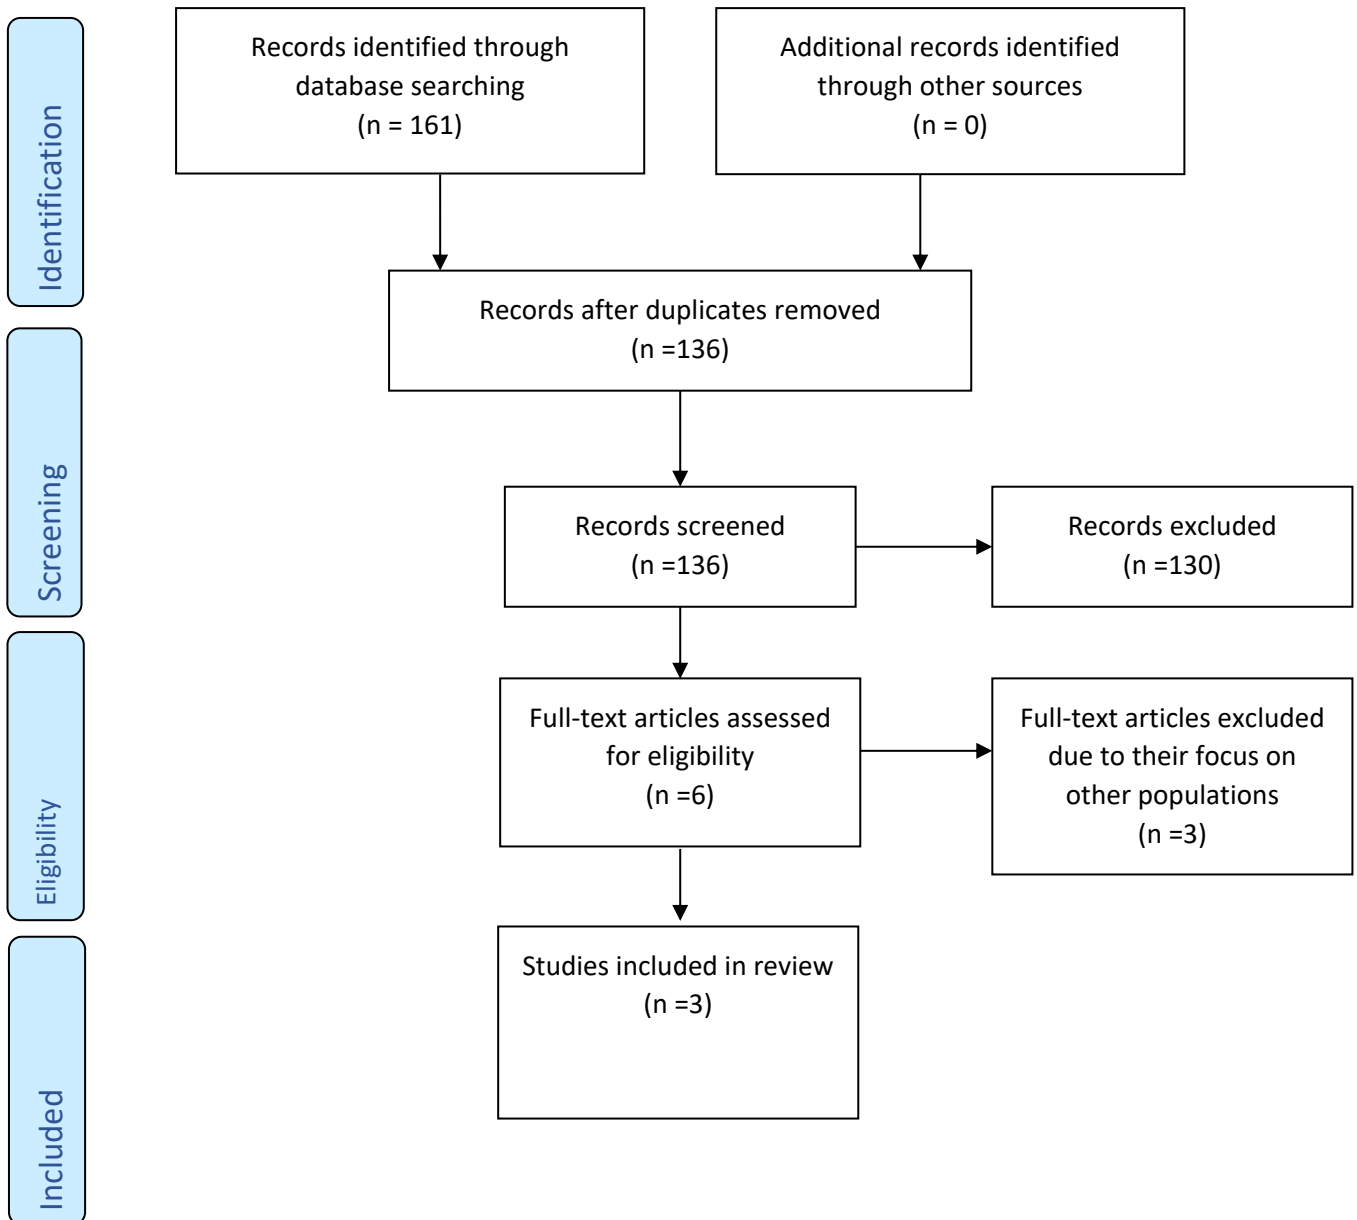 Identification
Records identified through
database searching
(n = 161)
Additional records identified
through other sources
(n = 0)
Records after duplicates removed
(n =136)
Screening
Records screened
(n =136)
Records excluded
(n =130)
Eligibility
Full-text articles assessed
for eligibility
(n =6)
Full-text articles excluded
due to their focus on
other populations
(n =3)
Included
Studies included in review
(n =3)